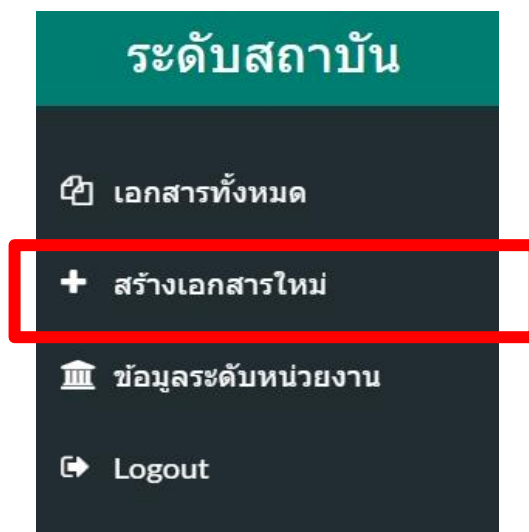 ระดับสถาบัน
เอกสารทั้งหมด
สร้างเอกสารใหม่
ข้อมูลระดับหน่วยงาน
Logout